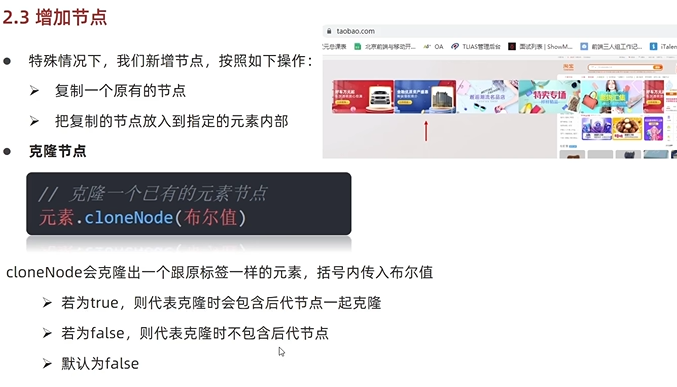 2.3 增加节点
特殊情况下，我们新增节点，按照如下操作：
复制一个原有的节点
把复制的节点放入到指定的元素内部
克隆节点
// 克隆一个已有的元素节点
元素.cloneNode(布尔值)
cloneNode会克隆出一个跟原标签一样的元素，括号内传入布尔值
若为true，则代表克隆时会包含后代节点一起克隆
若为false，则代表克隆时不包含后代节点
默认为false
taobao.com
元总课表 北京前端与移动开... OA TLIAS管理后台 面试列表 | ShowM... 前端三人组工作记... iTalen
特卖专场